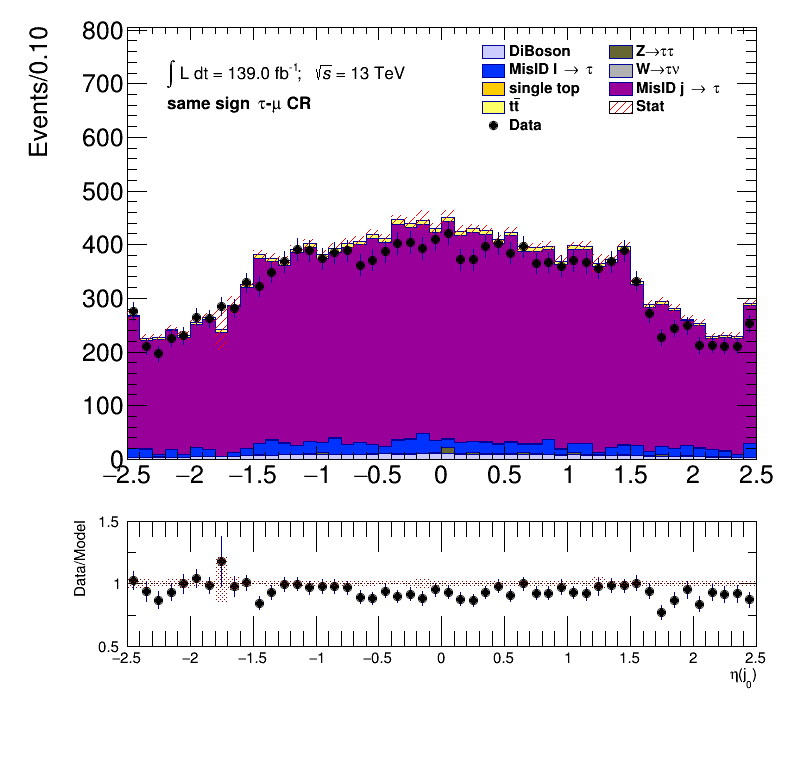 Events/0.10
800
700
600
500
400
300
200
100
0
∫ L dt = 139.0 fb⁻¹; √s = 13 TeV
same sign τ-μ CR
DiBoson
Z→ττ
MisID l → τ
W→τν
single top
MisID j → τ
tt̄
Stat
Data
−2.5 −2 −1.5 −1 −0.5 0 0.5 1 1.5 2 2.5
Data/Model
1.5
1
0.5
−2.5 −2 −1.5 −1 −0.5 0 0.5 1 1.5 2 2.5
η(j₀)